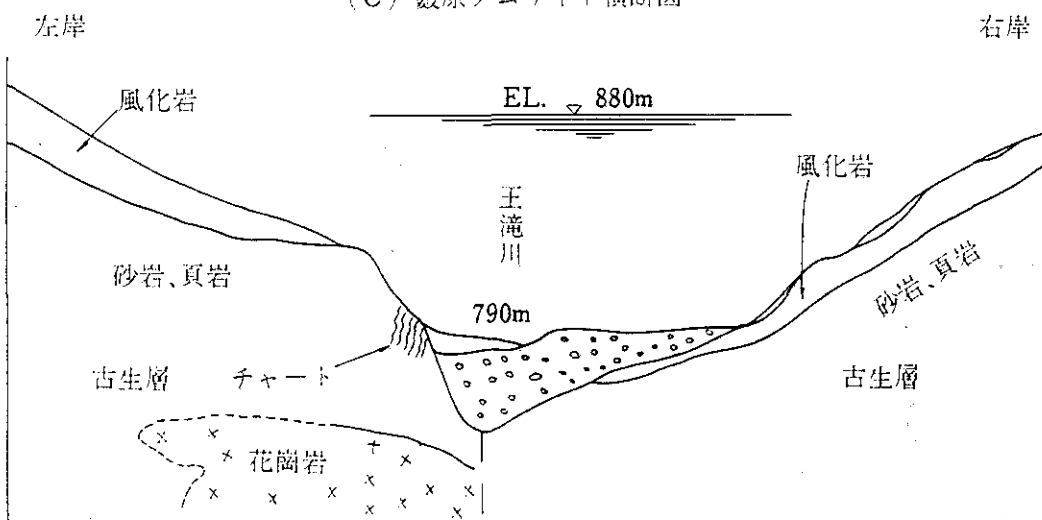 左岸
右岸
風化岩
EL. 880m
風化岩
王滝川
砂岩、頁岩
砂岩、頁岩
790m
古生層
チャート
古生層
花崗岩